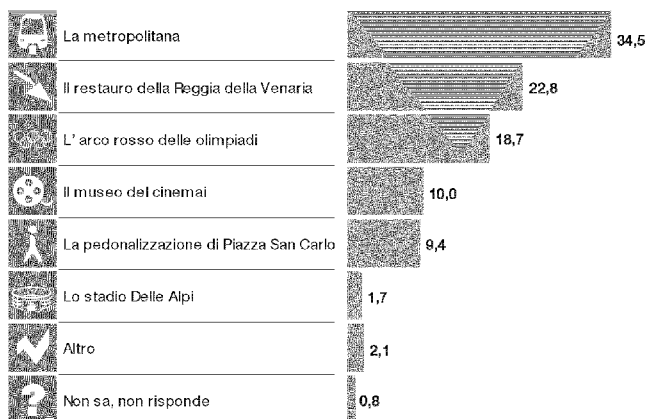 La metropolitana 34,5
Il restauro della Reggia della Venaria 22,8
L' arco rosso delle olimpiadi 18,7
Il museo del cinemai 10,0
La pedonalizzazione di Piazza San Carlo 9,4
Lo stadio Delle Alpi 1,7
Altro 2,1
Non sa, non risponde 0,8